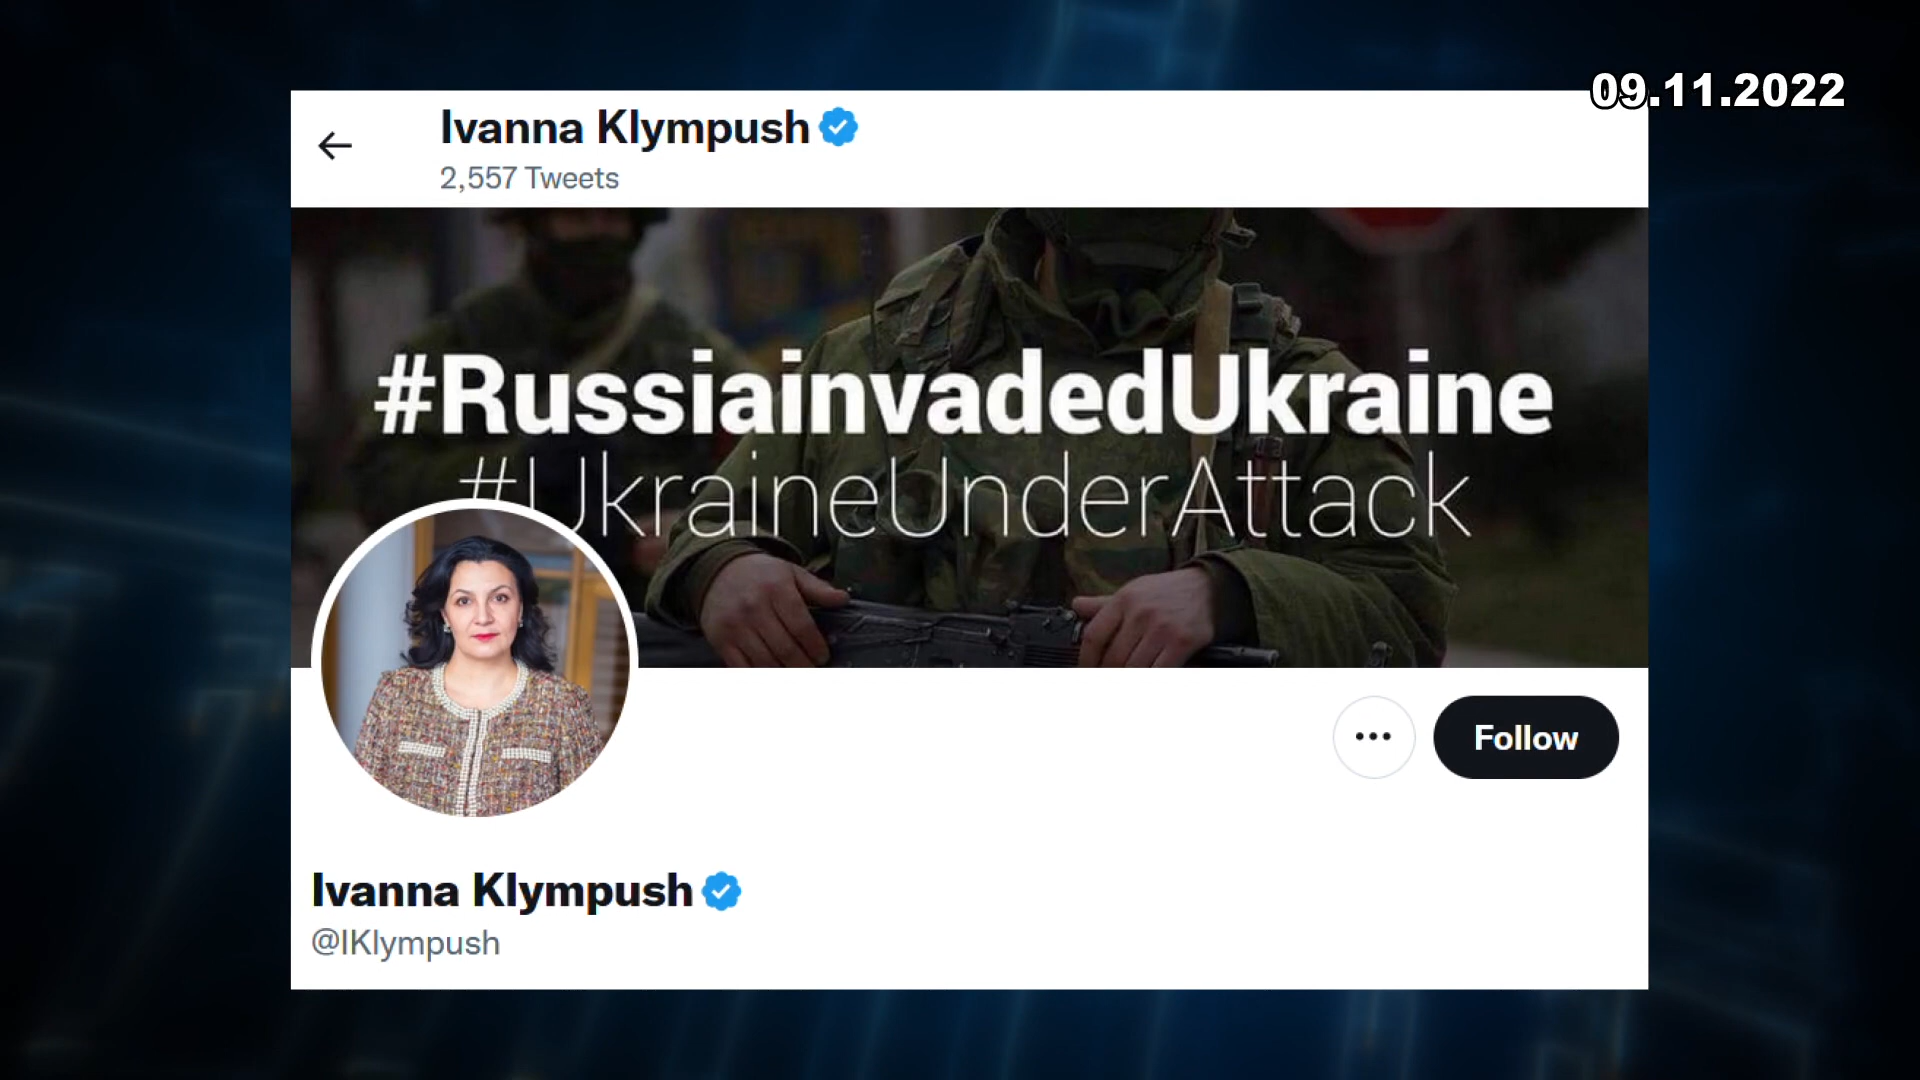 09.11.2022
Ivanna Klympush
2,557 Tweets
#RussiainvadedUkraine
#UkraineUnderAttack
Follow
Ivanna Klympush
@IKlympush